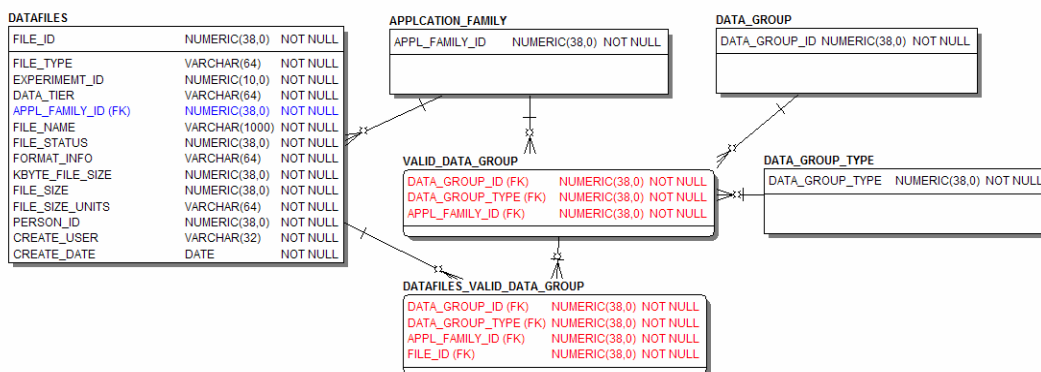 DATAFILES
FILE_ID NUMERIC(38,0) NOT NULL
FILE_TYPE VARCHAR(64) NOT NULL
EXPERIMEMT_ID NUMERIC(10,0) NOT NULL
DATA_TIER VARCHAR(64) NOT NULL
APPL_FAMILY_ID (FK) NUMERIC(38,0) NOT NULL
FILE_NAME VARCHAR(1000) NOT NULL
FILE_STATUS NUMERIC(38,0) NOT NULL
FORMAT_INFO VARCHAR(64) NOT NULL
KBYTE_FILE_SIZE NUMERIC(38,0) NOT NULL
FILE_SIZE NUMERIC(38,0) NOT NULL
FILE_SIZE_UNITS VARCHAR(64) NOT NULL
PERSON_ID NUMERIC(38,0) NOT NULL
CREATE_USER VARCHAR(32) NOT NULL
CREATE_DATE DATE NOT NULL
APPLCATION_FAMILY
APPL_FAMILY_ID NUMERIC(38,0) NOT NULL
DATA_GROUP
DATA_GROUP_ID NUMERIC(38,0) NOT NULL
VALID_DATA_GROUP
DATA_GROUP_ID (FK) NUMERIC(38,0) NOT NULL
DATA_GROUP_TYPE (FK) NUMERIC(38,0) NOT NULL
APPL_FAMILY_ID (FK) NUMERIC(38,0) NOT NULL
DATA_GROUP_TYPE
DATA_GROUP_TYPE NUMERIC(38,0) NOT NULL
DATAFILES_VALID_DATA_GROUP
DATA_GROUP_ID (FK) NUMERIC(38,0) NOT NULL
DATA_GROUP_TYPE (FK) NUMERIC(38,0) NOT NULL
APPL_FAMILY_ID (FK) NUMERIC(38,0) NOT NULL
FILE_ID (FK) NUMERIC(38,0) NOT NULL